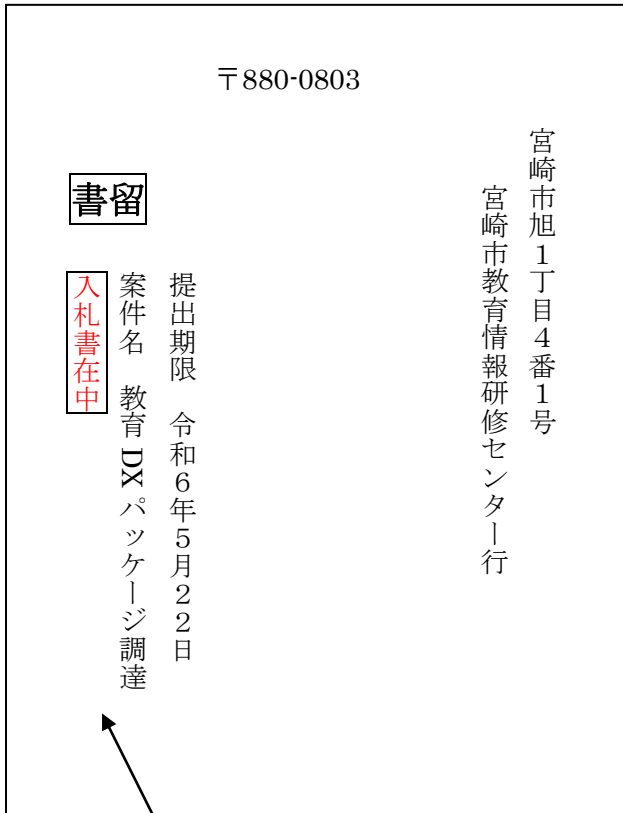 〒880-0803
宮崎市旭１丁目４番１号
宮崎市教育情報研修センター行
提出期限　令和６年５月２２日
案件名　教育DXパッケージ調達
書留
入札書在中